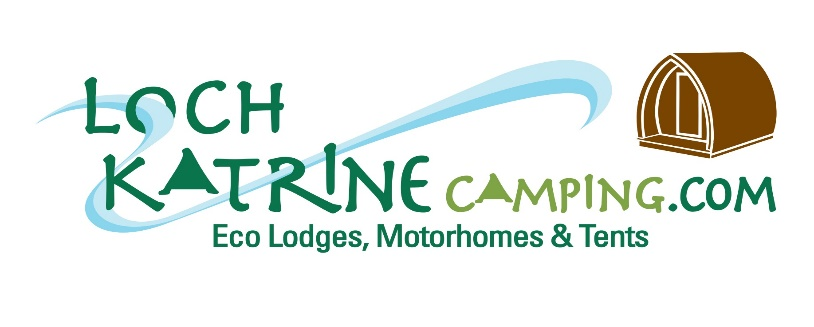 LOCH
KATRINE CAMPING.COM
Eco Lodges, Motorhomes & Tents